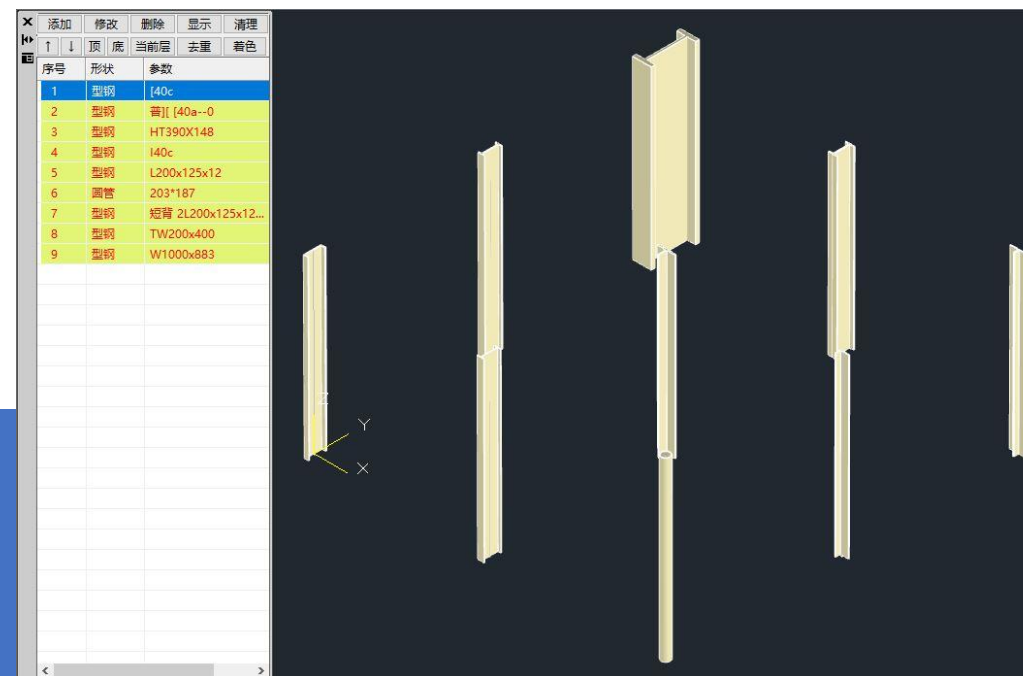 添加 修改 删除 显示 清理
↑ ↓ 顶 底 当前层 去重 着色
序号 形状 参数
1 型钢 [40c
2 型钢 普][ [40a--0
3 型钢 HT390X148
4 型钢 I40c
5 型钢 L200x125x12
6 圆管 203*187
7 型钢 短背 2L200x125x12...
8 型钢 TW200x400
9 型钢 W1000x883
Y
X